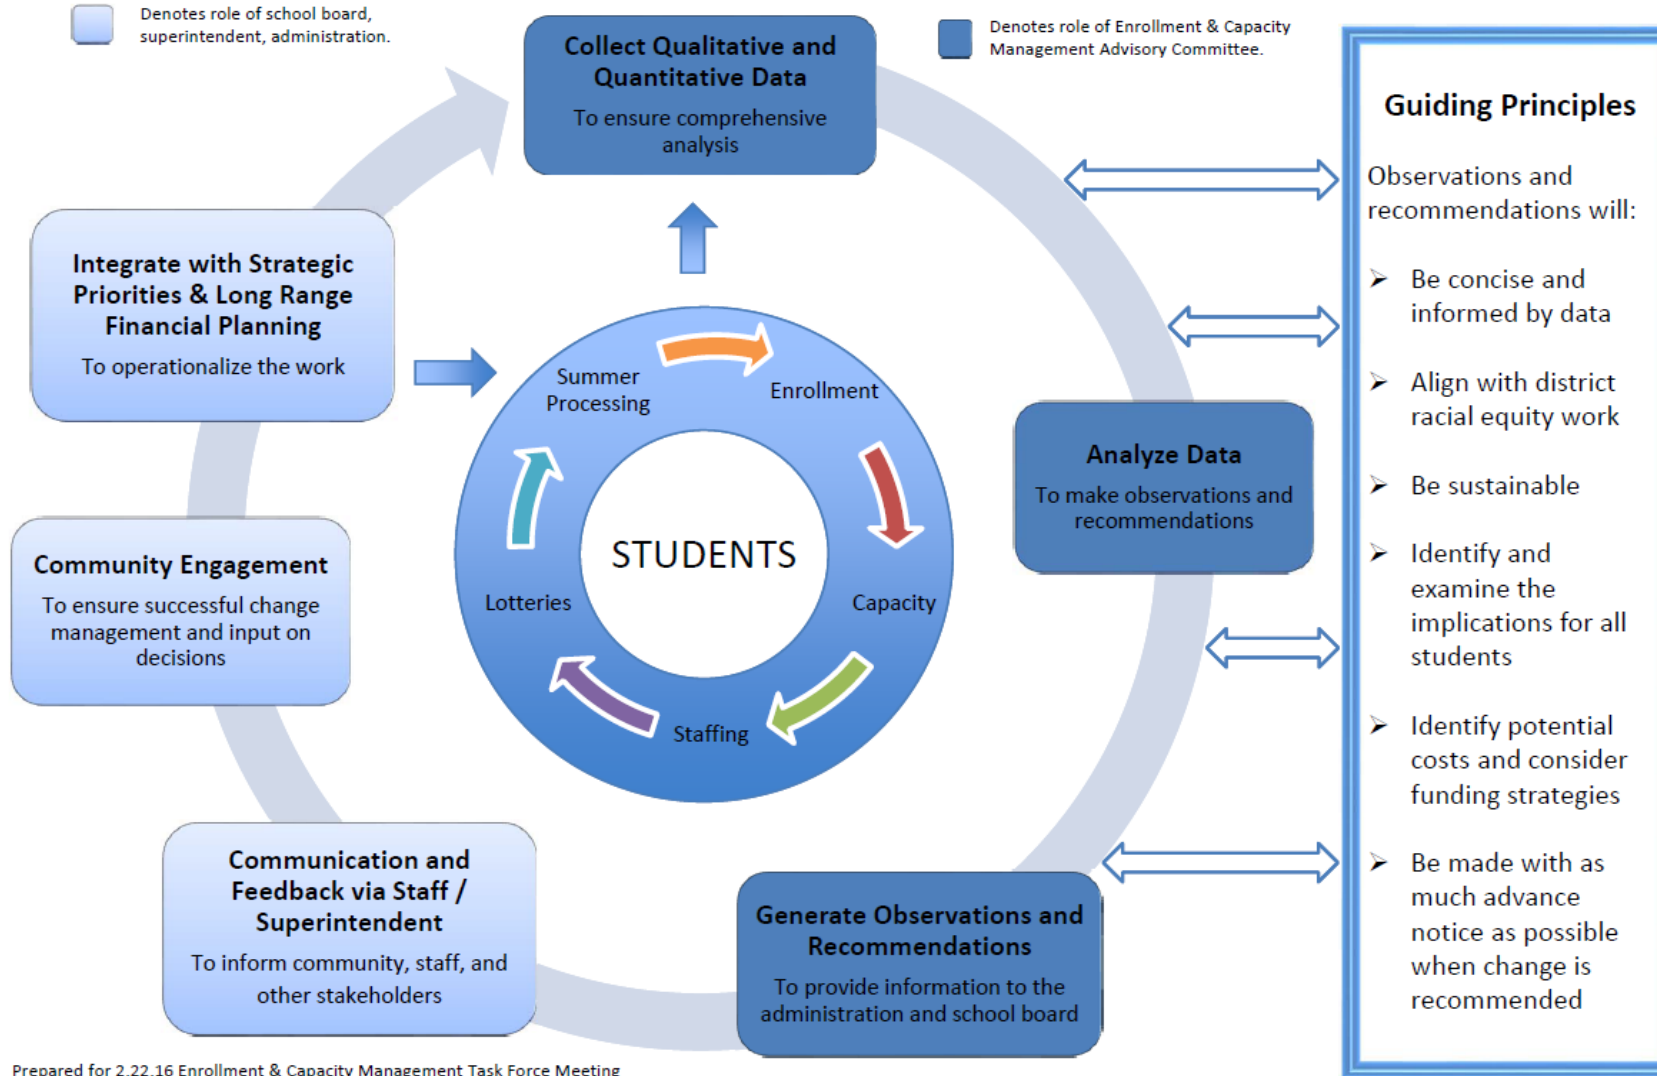 Denotes role of school board,
superintendent, administration.
Denotes role of Enrollment & Capacity
Management Advisory Committee.
Collect Qualitative and
Quantitative Data
To ensure comprehensive
analysis
Integrate with Strategic
Priorities & Long Range
Financial Planning
To operationalize the work
Community Engagement
To ensure successful change
management and input on
decisions
Communication and
Feedback via Staff /
Superintendent
To inform community, staff, and
other stakeholders
Generate Observations and
Recommendations
To provide information to the
administration and school board
Analyze Data
To make observations and
recommendations
Summer
Processing
Enrollment
Capacity
Staffing
Lotteries
STUDENTS
Guiding Principles
Observations and
recommendations will:
➢ Be concise and
informed by data
➢ Align with district
racial equity work
➢ Be sustainable
➢ Identify and
examine the
implications for all
students
➢ Identify potential
costs and consider
funding strategies
➢ Be made with as
much advance
notice as possible
when change is
recommended
Prepared for 2.22.16 Enrollment & Capacity Management Task Force Meeting